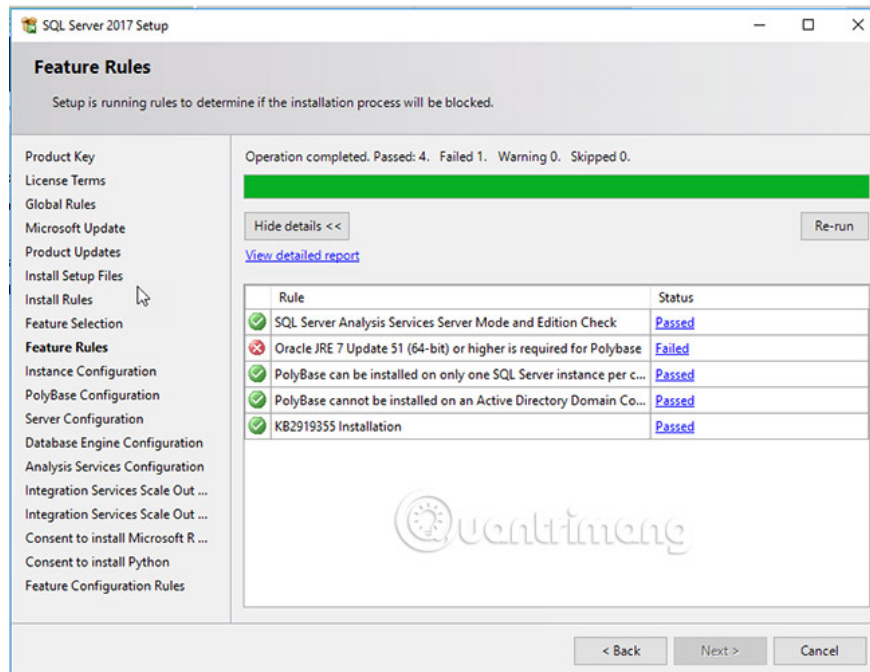 SQL Server 2017 Setup
Feature Rules
Setup is running rules to determine if the installation process will be blocked.
Product Key
License Terms
Global Rules
Microsoft Update
Product Updates
Install Setup Files
Install Rules
Feature Selection
Feature Rules
Instance Configuration
PolyBase Configuration
Server Configuration
Database Engine Configuration
Analysis Services Configuration
Integration Services Scale Out ...
Integration Services Scale Out ...
Consent to install Microsoft R ...
Consent to install Python
Feature Configuration Rules
Operation completed. Passed: 4. Failed 1. Warning 0. Skipped 0.
Hide details <<
Re-run
View detailed report
Rule Status
SQL Server Analysis Services Server Mode and Edition Check Passed
Oracle JRE 7 Update 51 (64-bit) or higher is required for Polybase Failed
PolyBase can be installed on only one SQL Server instance per c... Passed
PolyBase cannot be installed on an Active Directory Domain Co... Passed
KB2919355 Installation Passed
Quantrimang
< Back
Next >
Cancel